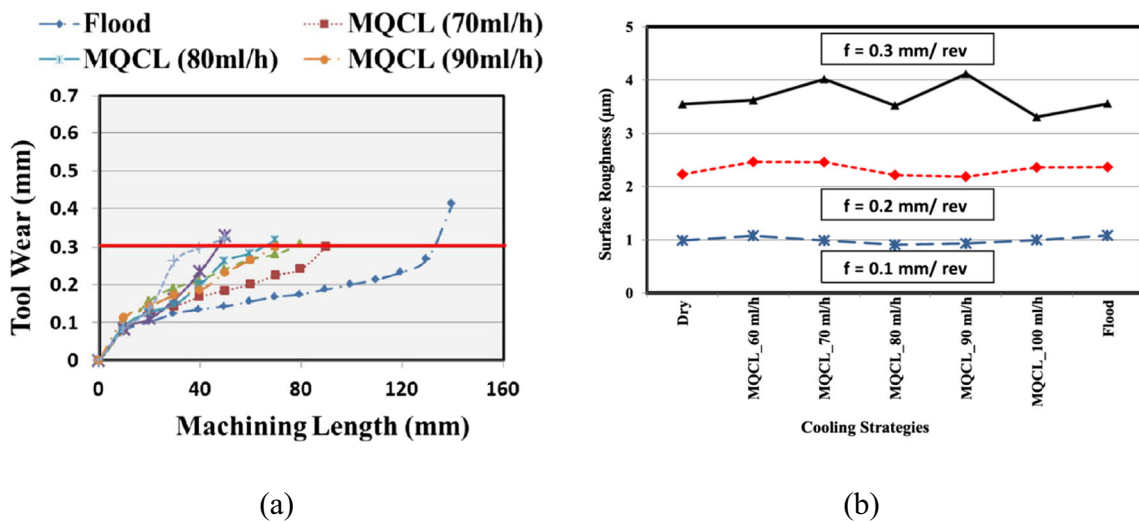 Flood MQCL (70ml/h)
MQCL (80ml/h) MQCL (90ml/h)
0.7
0.6
0.5
0.4
0.3
0.2
0.1
0
0 40 80 120 160
Tool Wear (mm)
Machining Length (mm)
(a)
5
4
3
2
1
0
Surface Roughness (µm)
f = 0.3 mm/ rev
f = 0.2 mm/ rev
f = 0.1 mm/ rev
Dry
MQCL_60 ml/h
MQCL_70 ml/h
MQCL_80 ml/h
MQCL_90 ml/h
MQCL_100 ml/h
Flood
Cooling Strategies
(b)